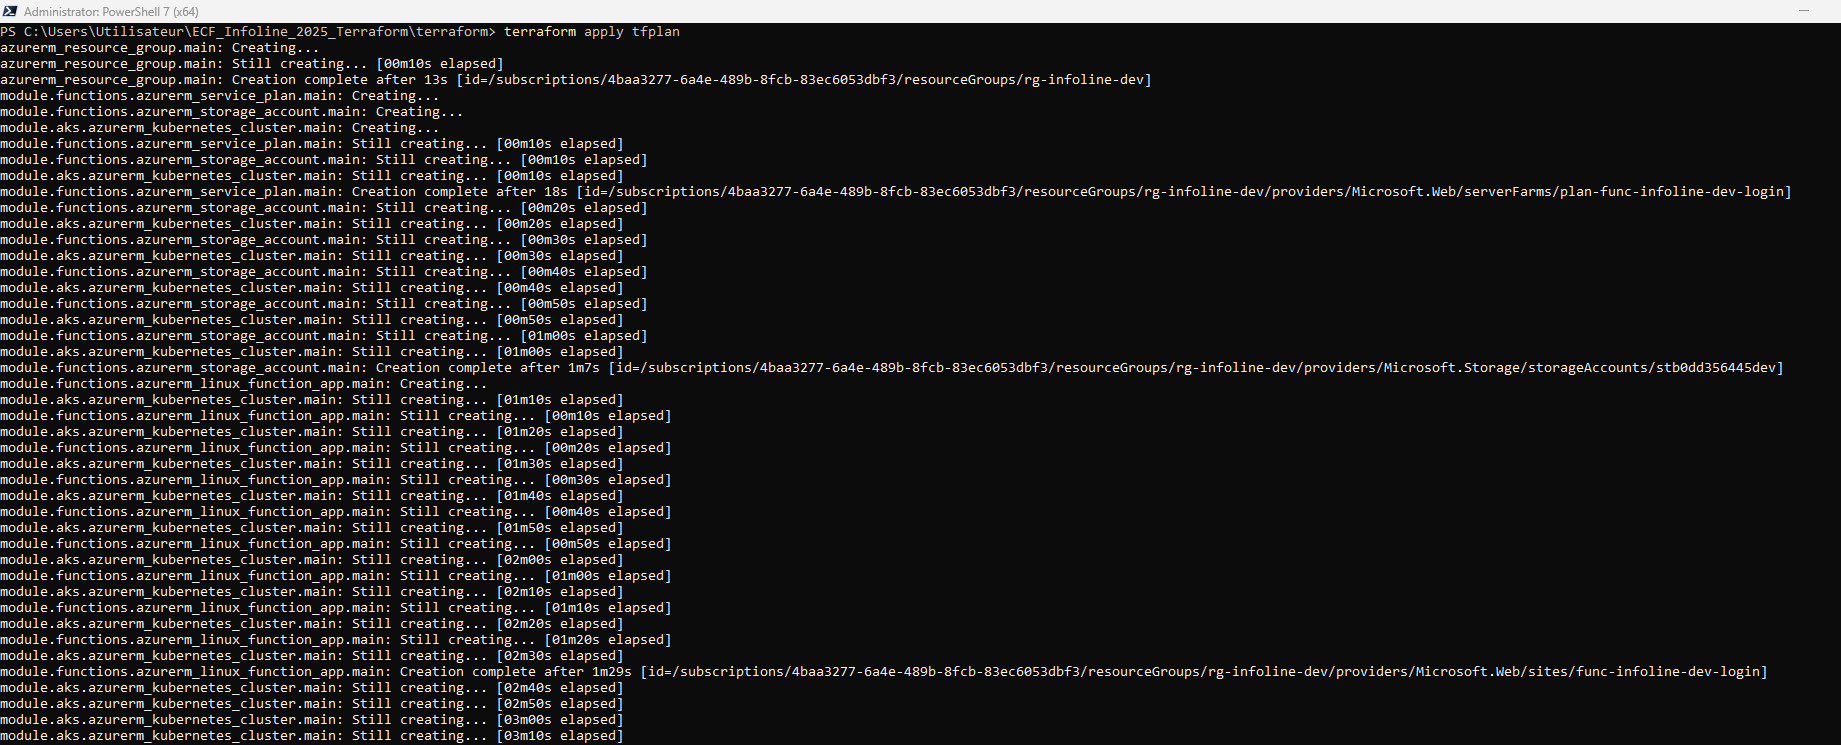 Administrator: PowerShell 7 (x64)
PS C:\Users\Utilisateur\ECF_Infoline_2025_Terraform\terraform> terraform apply tfplan
azurerm_resource_group.main: Creating...
azurerm_resource_group.main: Still creating... [00m10s elapsed]
azurerm_resource_group.main: Creation complete after 13s [id=/subscriptions/4baa3277-6a4e-489b-8fcb-83ec6053dbf3/resourceGroups/rg-infoline-dev]
module.functions.azurerm_service_plan.main: Creating...
module.functions.azurerm_storage_account.main: Creating...
module.aks.azurerm_kubernetes_cluster.main: Creating...
module.functions.azurerm_service_plan.main: Still creating... [00m10s elapsed]
module.functions.azurerm_storage_account.main: Still creating... [00m10s elapsed]
module.aks.azurerm_kubernetes_cluster.main: Still creating... [00m10s elapsed]
module.functions.azurerm_service_plan.main: Creation complete after 18s [id=/subscriptions/4baa3277-6a4e-489b-8fcb-83ec6053dbf3/resourceGroups/rg-infoline-dev/providers/Microsoft.Web/serverFarms/plan-func-infoline-dev-login]
module.functions.azurerm_storage_account.main: Still creating... [00m20s elapsed]
module.aks.azurerm_kubernetes_cluster.main: Still creating... [00m20s elapsed]
module.functions.azurerm_storage_account.main: Still creating... [00m30s elapsed]
module.aks.azurerm_kubernetes_cluster.main: Still creating... [00m30s elapsed]
module.functions.azurerm_storage_account.main: Still creating... [00m40s elapsed]
module.aks.azurerm_kubernetes_cluster.main: Still creating... [00m40s elapsed]
module.functions.azurerm_storage_account.main: Still creating... [00m50s elapsed]
module.aks.azurerm_kubernetes_cluster.main: Still creating... [00m50s elapsed]
module.functions.azurerm_storage_account.main: Still creating... [01m00s elapsed]
module.aks.azurerm_kubernetes_cluster.main: Still creating... [01m00s elapsed]
module.functions.azurerm_storage_account.main: Creation complete after 1m7s [id=/subscriptions/4baa3277-6a4e-489b-8fcb-83ec6053dbf3/resourceGroups/rg-infoline-dev/providers/Microsoft.Storage/storageAccounts/stb0dd356445dev]
module.functions.azurerm_linux_function_app.main: Creating...
module.aks.azurerm_kubernetes_cluster.main: Still creating... [01m10s elapsed]
module.functions.azurerm_linux_function_app.main: Still creating... [00m10s elapsed]
module.aks.azurerm_kubernetes_cluster.main: Still creating... [01m20s elapsed]
module.functions.azurerm_linux_function_app.main: Still creating... [00m20s elapsed]
module.aks.azurerm_kubernetes_cluster.main: Still creating... [01m30s elapsed]
module.functions.azurerm_linux_function_app.main: Still creating... [00m30s elapsed]
module.aks.azurerm_kubernetes_cluster.main: Still creating... [01m40s elapsed]
module.functions.azurerm_linux_function_app.main: Still creating... [00m40s elapsed]
module.aks.azurerm_kubernetes_cluster.main: Still creating... [01m50s elapsed]
module.functions.azurerm_linux_function_app.main: Still creating... [00m50s elapsed]
module.aks.azurerm_kubernetes_cluster.main: Still creating... [02m00s elapsed]
module.functions.azurerm_linux_function_app.main: Still creating... [01m00s elapsed]
module.aks.azurerm_kubernetes_cluster.main: Still creating... [02m10s elapsed]
module.functions.azurerm_linux_function_app.main: Still creating... [01m10s elapsed]
module.aks.azurerm_kubernetes_cluster.main: Still creating... [02m20s elapsed]
module.functions.azurerm_linux_function_app.main: Still creating... [01m20s elapsed]
module.aks.azurerm_kubernetes_cluster.main: Still creating... [02m30s elapsed]
module.functions.azurerm_linux_function_app.main: Creation complete after 1m29s [id=/subscriptions/4baa3277-6a4e-489b-8fcb-83ec6053dbf3/resourceGroups/rg-infoline-dev/providers/Microsoft.Web/sites/func-infoline-dev-login]
module.aks.azurerm_kubernetes_cluster.main: Still creating... [02m40s elapsed]
module.aks.azurerm_kubernetes_cluster.main: Still creating... [02m50s elapsed]
module.aks.azurerm_kubernetes_cluster.main: Still creating... [03m00s elapsed]
module.aks.azurerm_kubernetes_cluster.main: Still creating... [03m10s elapsed]